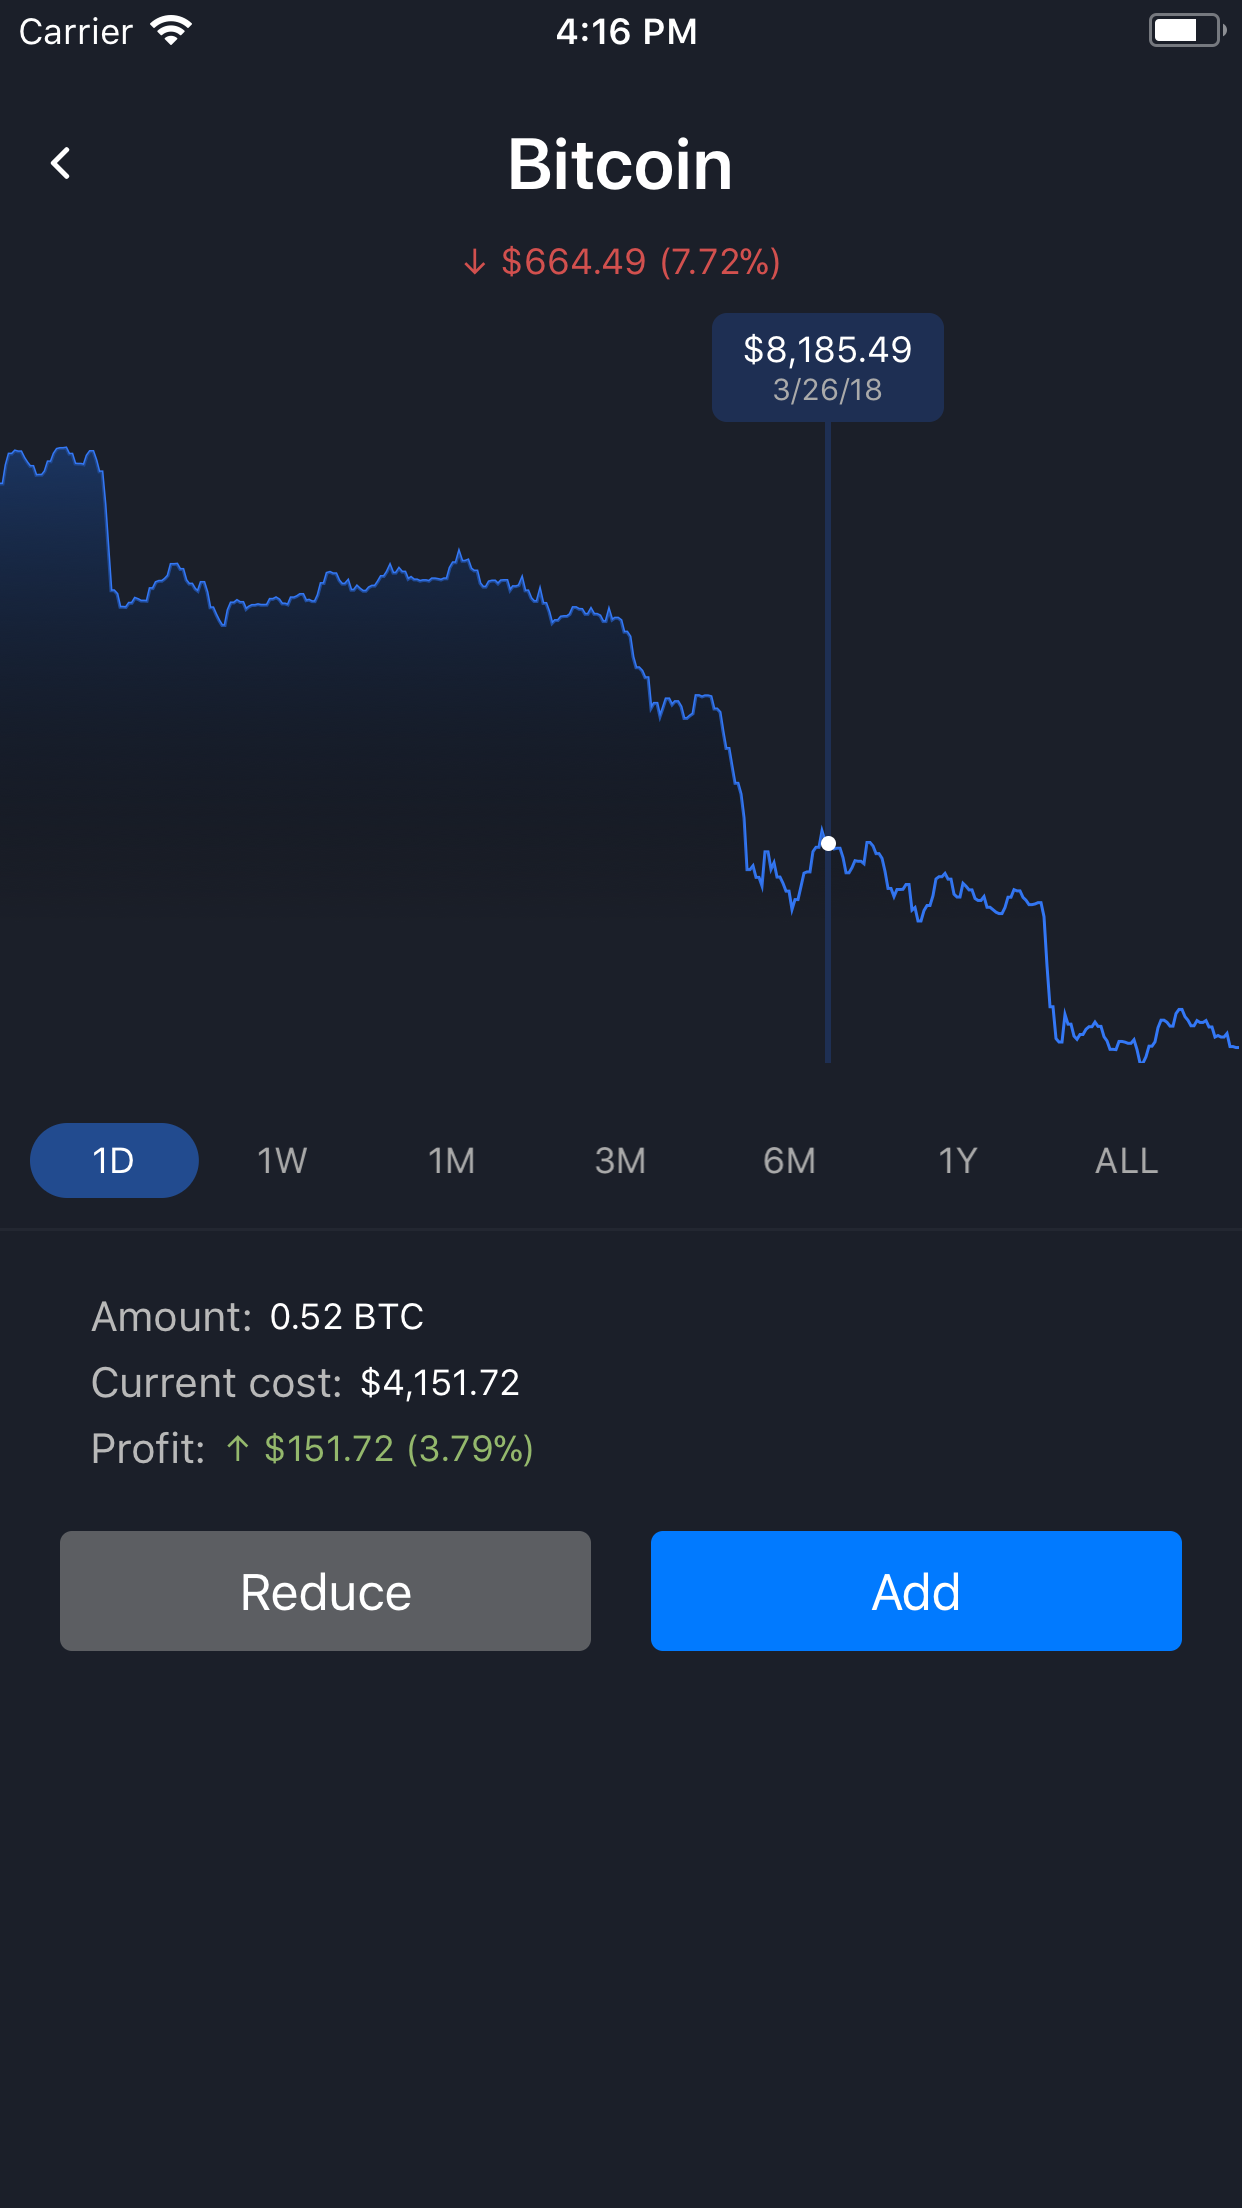 Carrier 4:16 PM
Bitcoin
↓ $664.49 (7.72%)
$8,185.49
3/26/18
1D 1W 1M 3M 6M 1Y ALL
Amount: 0.52 BTC
Current cost: $4,151.72
Profit: ↑ $151.72 (3.79%)
Reduce Add